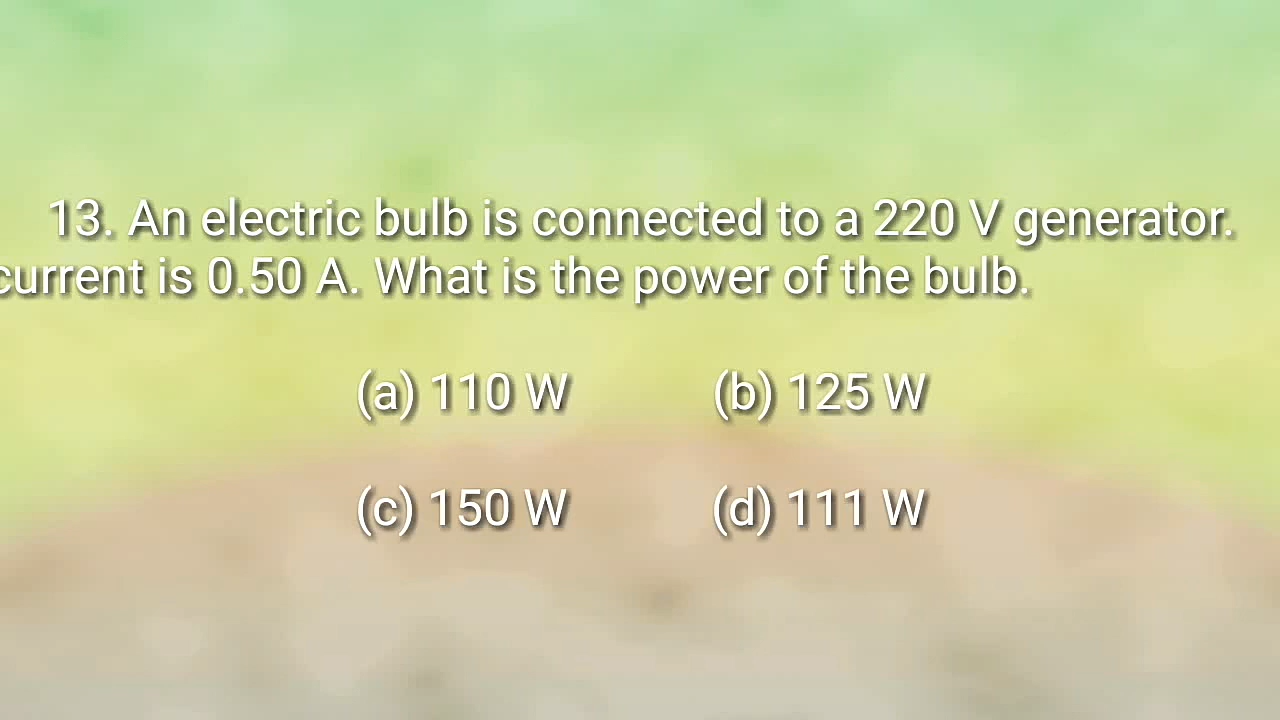 13. An electric bulb is connected to a 220 V generator.
current is 0.50 A. What is the power of the bulb.
(a) 110 W (b) 125 W
(c) 150 W (d) 111 W